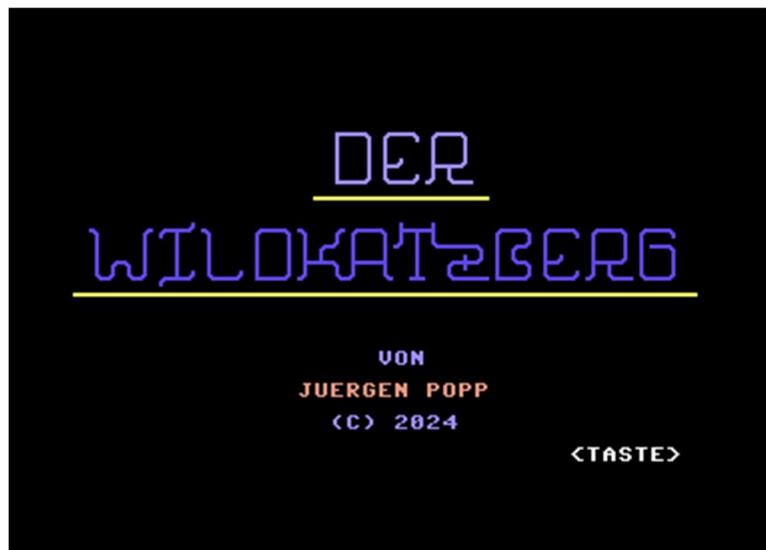 DER
WILDKATZBERG
VON
JUERGEN POPP
(C) 2024
<TASTE>